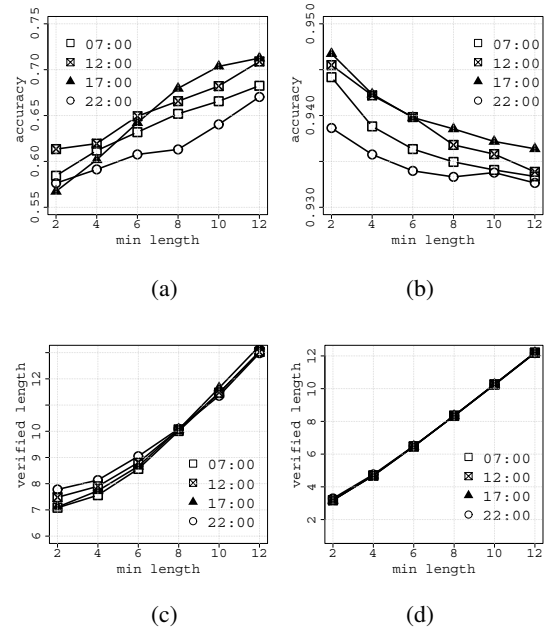 0.75
0.70
0.65
0.60
0.55
accuracy
07:00
12:00
17:00
22:00
2 4 6 8 10 12
min length
(a)
0.950
0.940
0.930
accuracy
07:00
12:00
17:00
22:00
2 4 6 8 10 12
min length
(b)
12
10
9
8
7
6
verified length
07:00
12:00
17:00
22:00
2 4 6 8 10 12
min length
(c)
12
10
8
6
4
2
verified length
07:00
12:00
17:00
22:00
2 4 6 8 10 12
min length
(d)